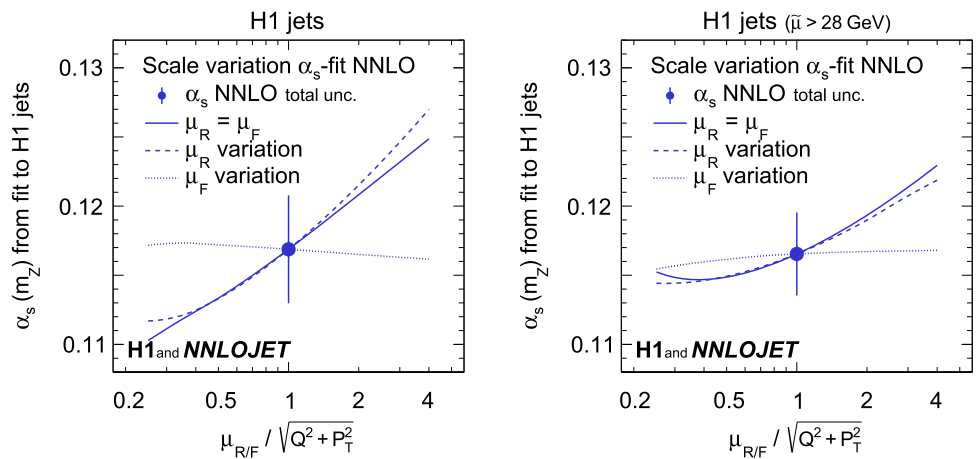 H1 jets
Scale variation αs-fit NNLO
αs NNLO total unc.
μR = μF
μR variation
μF variation
H1 and NNLOJET
αs (mZ) from fit to H1 jets
0.13
0.12
0.11
0.2 0.5 1 2 4
μR/F / √Q² + P_T²
H1 jets (μ̃ > 28 GeV)
Scale variation αs-fit NNLO
αs NNLO total unc.
μR = μF
μR variation
μF variation
H1 and NNLOJET
αs (mZ) from fit to H1 jets
0.13
0.12
0.11
0.2 0.5 1 2 4
μR/F / √Q² + P_T²